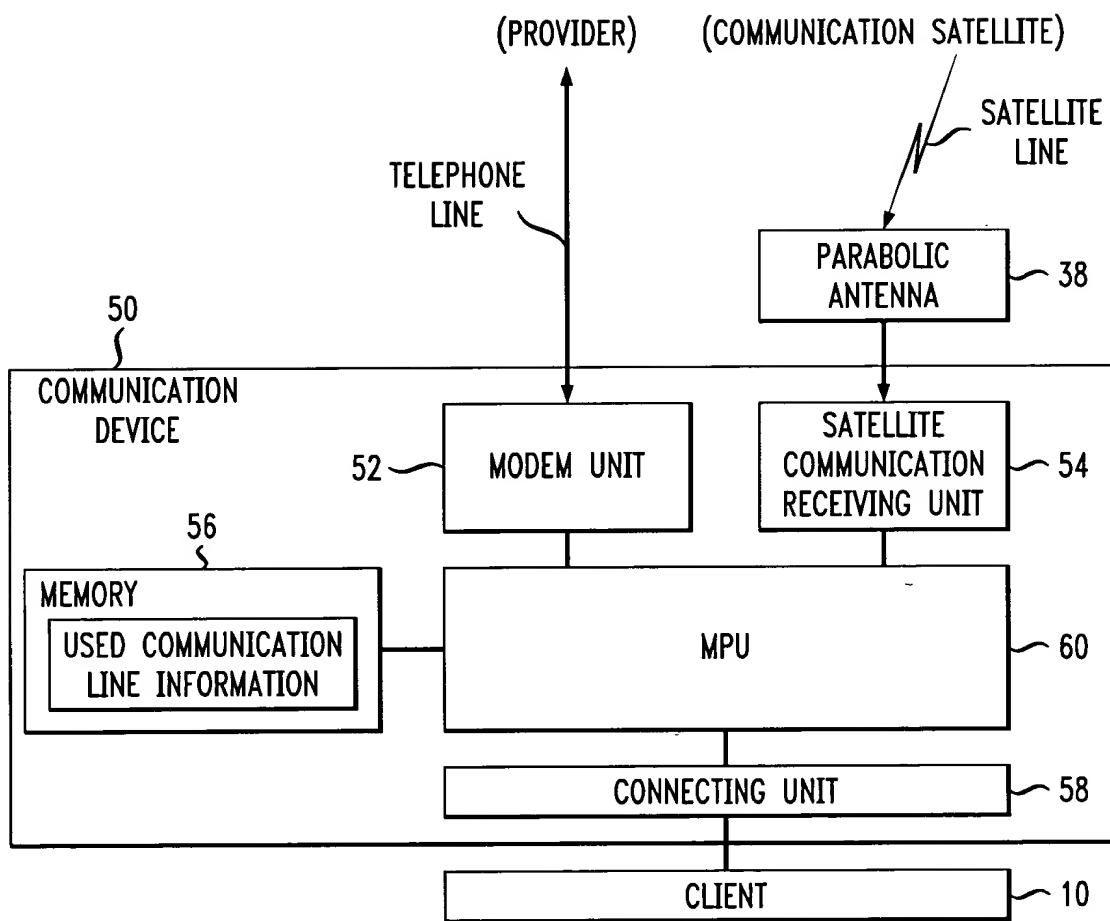 (PROVIDER)
(COMMUNICATION SATELLITE)
SATELLITE
LINE
TELEPHONE
LINE
PARABOLIC
ANTENNA
38
50
COMMUNICATION
DEVICE
52
MODEM UNIT
SATELLITE
COMMUNICATION
RECEIVING UNIT
54
56
MEMORY
USED COMMUNICATION
LINE INFORMATION
MPU
60
CONNECTING UNIT
58
CLIENT
10